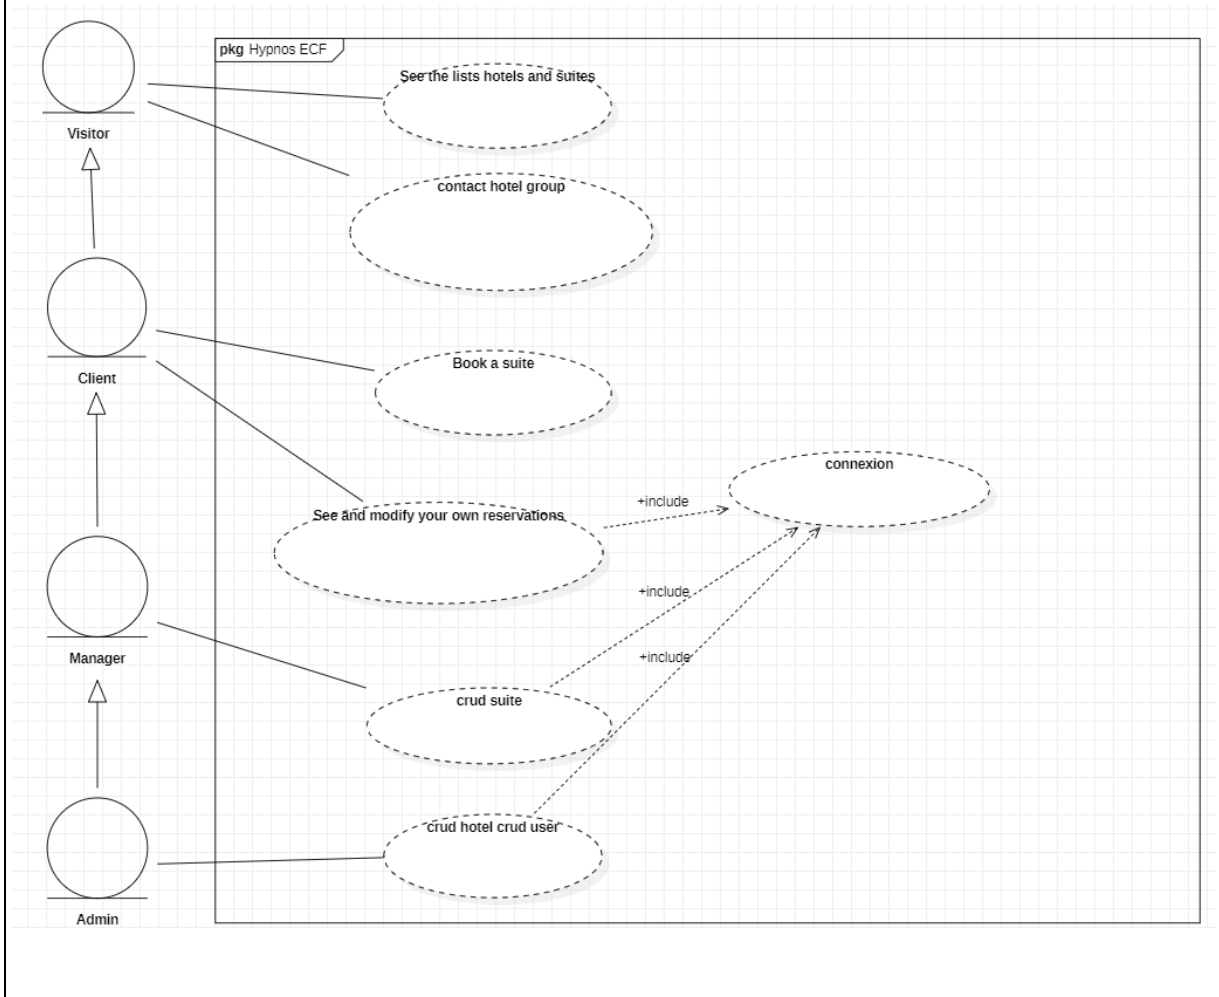 pkg Hypnos ECF
See the lists hotels and suites
Visitor
contact hotel group
Book a suite
Client
connexion
+include
See and modify your own reservations
+include
Manager
+include
crud suite
crud hotel crud user
Admin